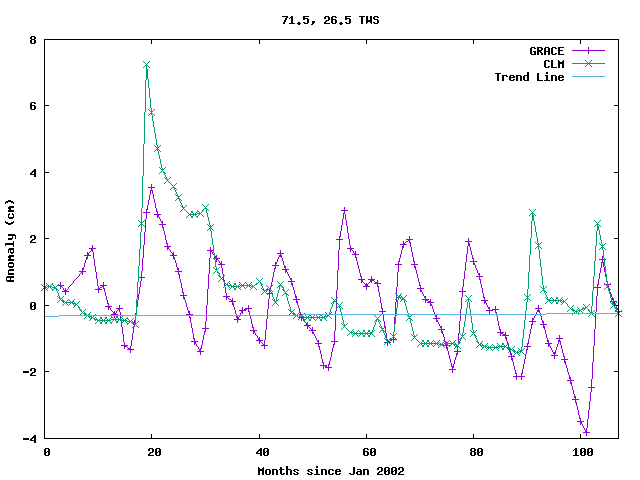 71.5, 26.5 TWS
GRACE
CLM
Trend Line
Anomaly (cm)
8
6
4
2
0
-2
-4
0 20 40 60 80 100
Months since Jan 2002